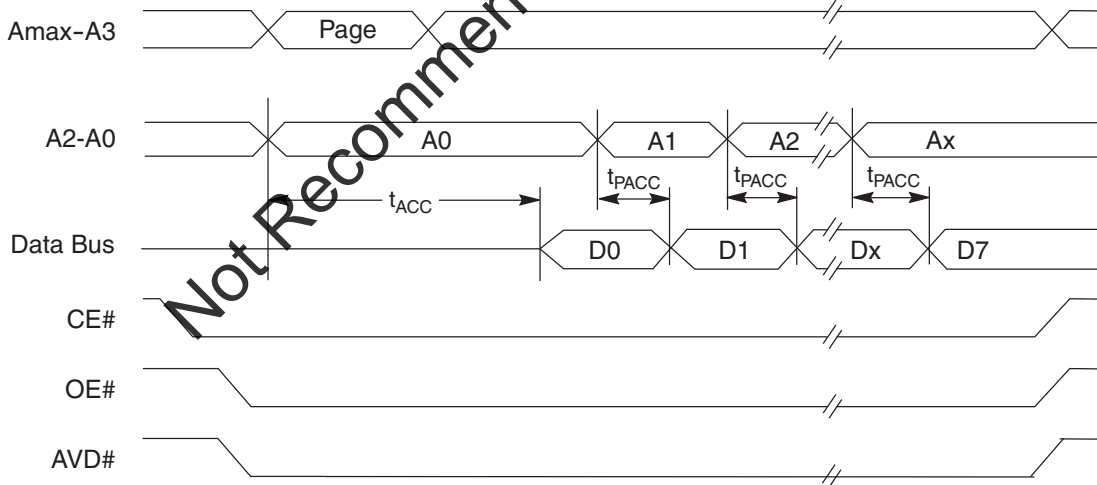 Amax-A3 Page
A2-A0 A0 A1 A2 Ax
tACC tPACC tPACC tPACC
Data Bus D0 D1 Dx D7
CE#
OE#
AVD#
Not Recommen